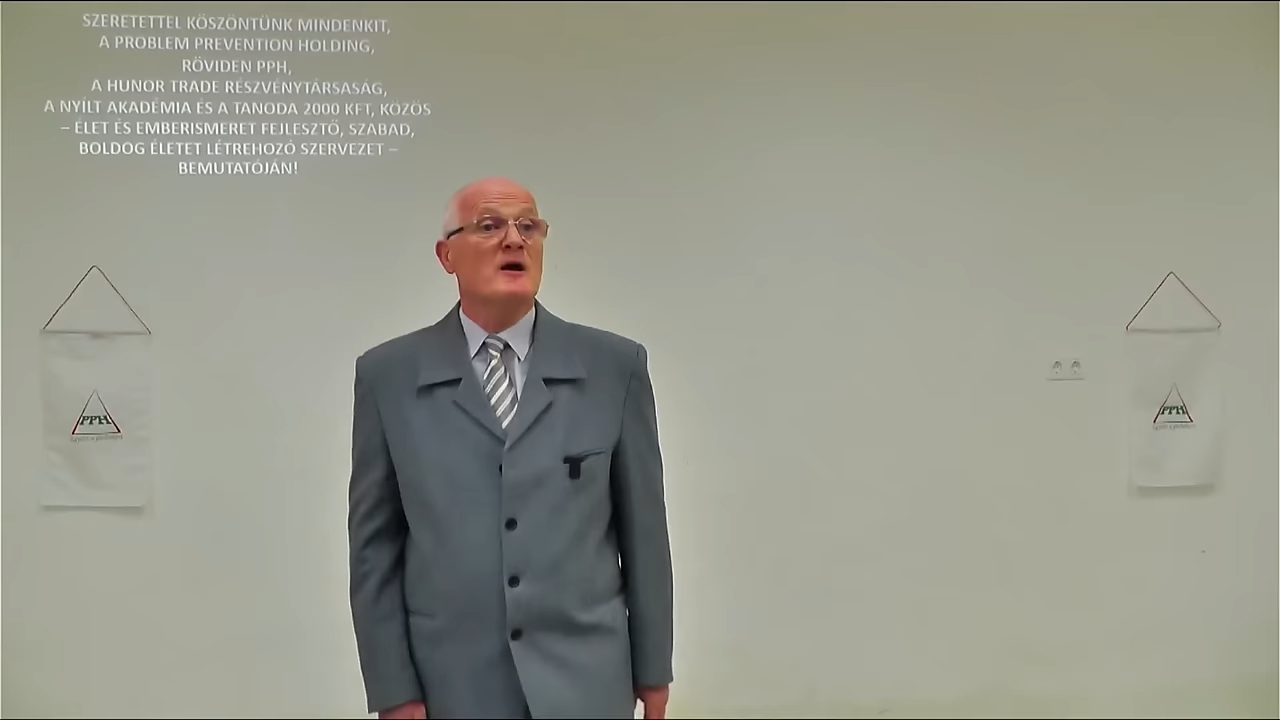 SZERETETTEL KÖSZÖNTÜNK MINDENKIT,
A PROBLEM PREVENTION HOLDING,
RÖVIDEN PPH,
A HUNOR TRADE RÉSZVÉNYTÁRSASÁG,
A NYÍLT AKADÉMIA ÉS A TANODA 2000 KFT, KÖZÖS
– ÉLET ÉS EMBERISMERET FEJLESZTŐ, SZABAD,
BOLDOG ÉLETET LÉTREHOZÓ SZERVEZET –
BEMUTATÓJÁN!
PPH
PPH